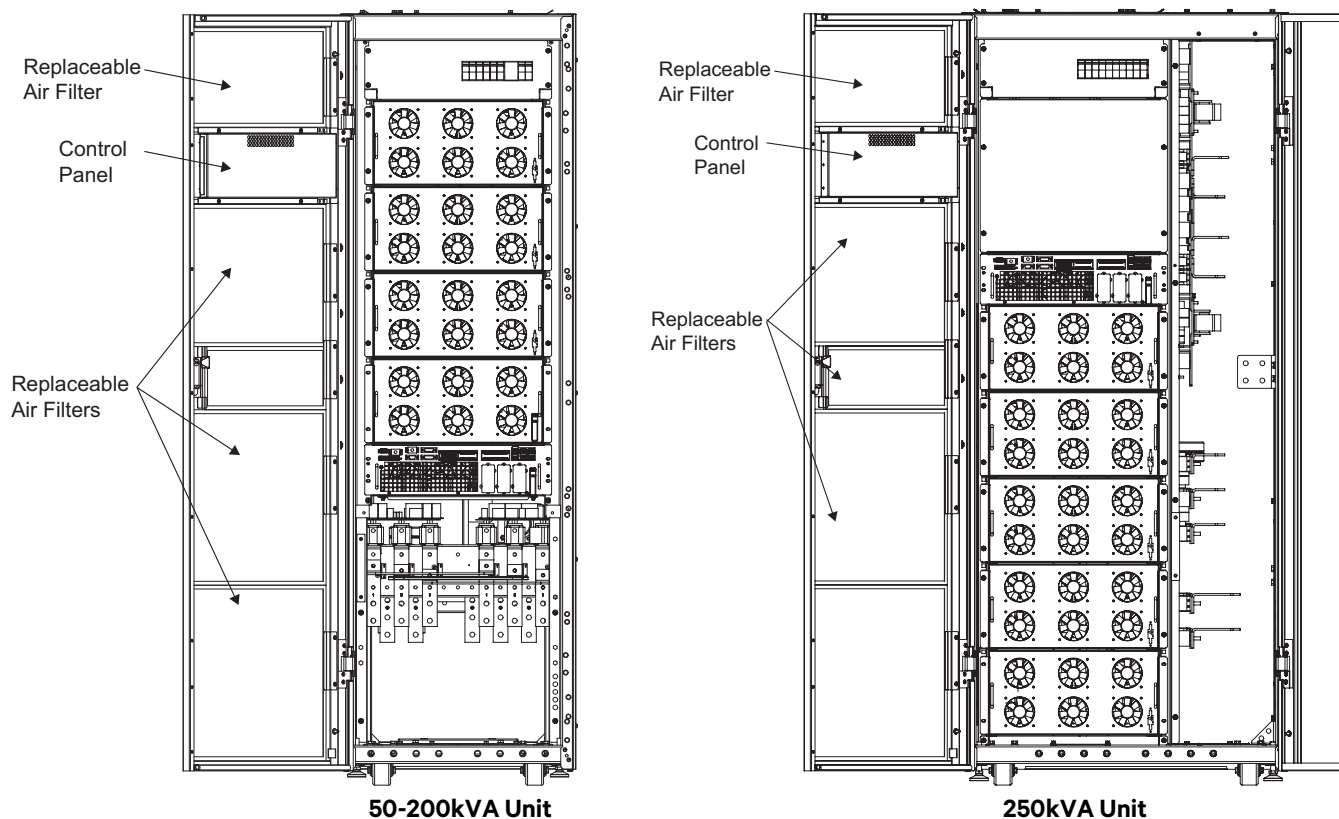 Replaceable
Air Filter
Control
Panel
Replaceable
Air Filters
50-200kVA Unit
Replaceable
Air Filter
Control
Panel
Replaceable
Air Filters
250kVA Unit